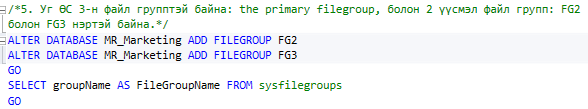 /*5. Уг ӨС 3-н файл групптэй байна: the primary filegroup, болон 2 үүсмэл файл групп: FG2
болон FG3 нэртэй байна.*/
ALTER DATABASE MR_Marketing ADD FILEGROUP FG2
ALTER DATABASE MR_Marketing ADD FILEGROUP FG3
GO
SELECT groupName AS FileGroupName FROM sysfilegroups
GO